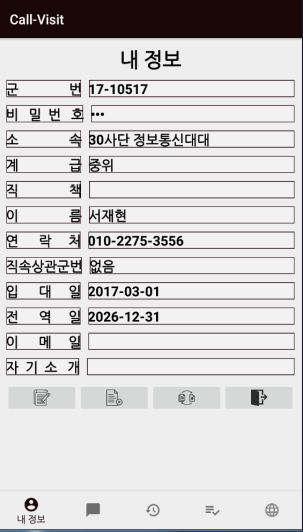 Call-Visit
내 정보
군 번 17-10517
비 밀 번 호 •••
소 속 30사단 정보통신대대
계 급 중위
직 책
이 름 서재현
연 락 처 010-2275-3556
직속상관군번 없음
입 대 일 2017-03-01
전 역 일 2026-12-31
이 메 일
자 기 소 개
내 정보